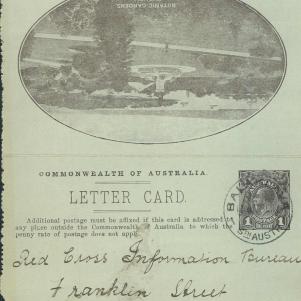 BOTANIC GARDENS
COMMONWEALTH OF AUSTRALIA.
LETTER CARD.
Additional postage must be affixed if this card is addressed to
any place outside the Commonwealth of Australia to which the
penny rate of postage does not apply.
STH AUST
Red Cross Information Bureau
Franklin Street